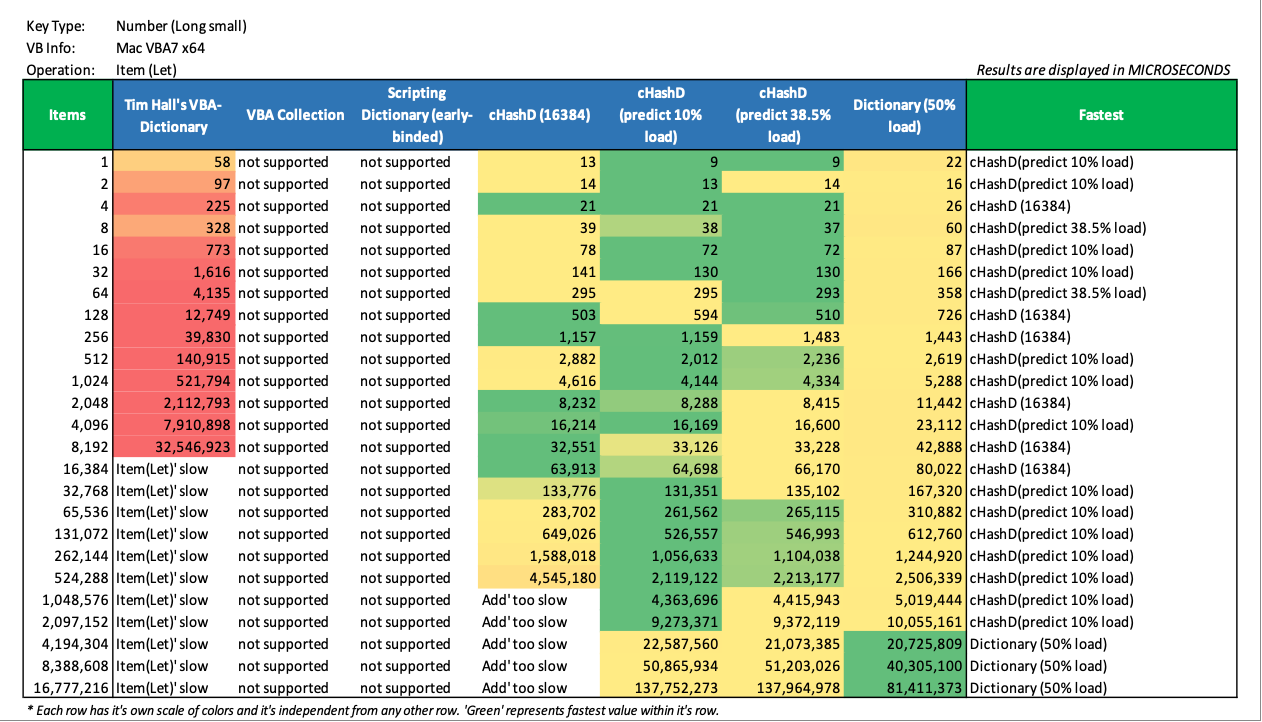 Key Type: Number (Long small)
VB Info: Mac VBA7 x64
Operation: Item (Let) Results are displayed in MICROSECONDS
Items Tim Hall's VBA-Dictionary VBA Collection Scripting Dictionary (early-binded) cHashD (16384) cHashD (predict 10% load) cHashD (predict 38.5% load) Dictionary (50% load) Fastest
1 58 not supported not supported 13 9 9 22 cHashD(predict 10% load)
2 97 not supported not supported 14 13 14 16 cHashD(predict 10% load)
4 225 not supported not supported 21 21 21 26 cHashD (16384)
8 328 not supported not supported 39 38 37 60 cHashD(predict 38.5% load)
16 773 not supported not supported 78 72 72 87 cHashD(predict 10% load)
32 1,616 not supported not supported 141 130 130 166 cHashD(predict 10% load)
64 4,135 not supported not supported 295 295 293 358 cHashD(predict 38.5% load)
128 12,749 not supported not supported 503 594 510 726 cHashD (16384)
256 39,830 not supported not supported 1,157 1,159 1,483 1,443 cHashD (16384)
512 140,915 not supported not supported 2,882 2,012 2,236 2,619 cHashD(predict 10% load)
1,024 521,794 not supported not supported 4,616 4,144 4,334 5,288 cHashD(predict 10% load)
2,048 2,112,793 not supported not supported 8,232 8,288 8,415 11,442 cHashD (16384)
4,096 7,910,898 not supported not supported 16,214 16,169 16,600 23,112 cHashD(predict 10% load)
8,192 32,546,923 not supported not supported 32,551 33,126 33,228 42,888 cHashD (16384)
16,384 Item(Let)' slow not supported not supported 63,913 64,698 66,170 80,022 cHashD (16384)
32,768 Item(Let)' slow not supported not supported 133,776 131,351 135,102 167,320 cHashD(predict 10% load)
65,536 Item(Let)' slow not supported not supported 283,702 261,562 265,115 310,882 cHashD(predict 10% load)
131,072 Item(Let)' slow not supported not supported 649,026 526,557 546,993 612,760 cHashD(predict 10% load)
262,144 Item(Let)' slow not supported not supported 1,588,018 1,056,633 1,104,038 1,244,920 cHashD(predict 10% load)
524,288 Item(Let)' slow not supported not supported 4,545,180 2,119,122 2,213,177 2,506,339 cHashD(predict 10% load)
1,048,576 Item(Let)' slow not supported not supported Add' too slow 4,363,696 4,415,943 5,019,444 cHashD(predict 10% load)
2,097,152 Item(Let)' slow not supported not supported Add' too slow 9,273,371 9,372,119 10,055,161 cHashD(predict 10% load)
4,194,304 Item(Let)' slow not supported not supported Add' too slow 22,587,560 21,073,385 20,725,809 Dictionary (50% load)
8,388,608 Item(Let)' slow not supported not supported Add' too slow 50,865,934 51,203,026 40,305,100 Dictionary (50% load)
16,777,216 Item(Let)' slow not supported not supported Add' too slow 137,752,273 137,964,978 81,411,373 Dictionary (50% load)
* Each row has it's own scale of colors and it's independent from any other row. 'Green' represents fastest value within it's row.